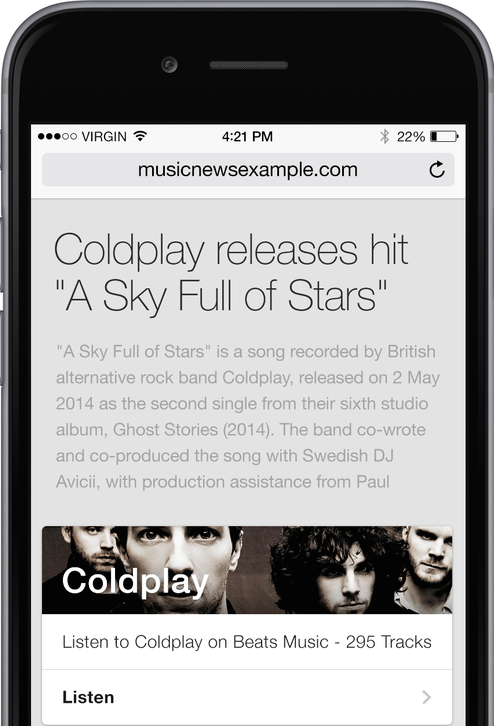 VIRGIN 4:21 PM 22%
musicnewsexample.com
Coldplay releases hit
"A Sky Full of Stars"
"A Sky Full of Stars" is a song recorded by British
alternative rock band Coldplay, released on 2 May
2014 as the second single from their sixth studio
album, Ghost Stories (2014). The band co-wrote
and co-produced the song with Swedish DJ
Avicii, with production assistance from Paul
Coldplay
Listen to Coldplay on Beats Music - 295 Tracks
Listen